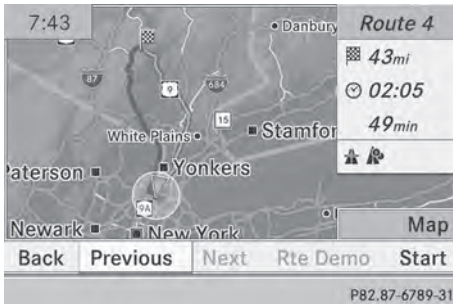 7:43
Danbury
Route 4
43mi
87
9
684
02:05
15
49min
White Plains
Stamfor
aterson
Yonkers
9A
Newark
New York
Map
Back Previous Next Rte Demo Start
P82.87-6789-31